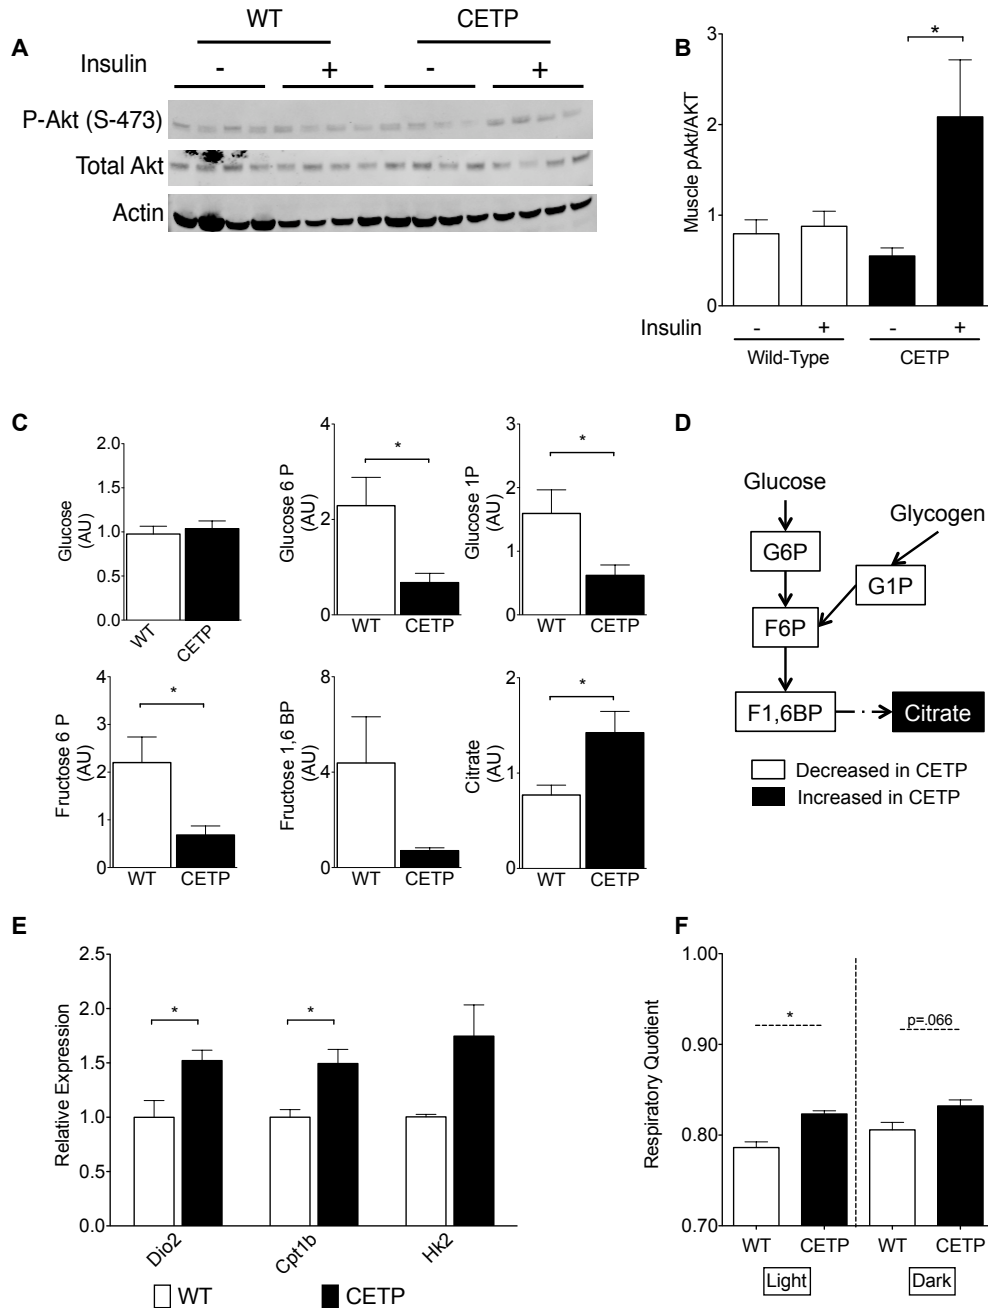 A
WT
CETP
Insulin
-
+
-
+
P-Akt (S-473)
Total Akt
Actin
B
Muscle pAkt/AKT
3
2
1
0
*
Insulin
-
+
-
+
Wild-Type
CETP
C
Glucose
(AU)
2.0
1.5
1.0
0.5
0.0
WT
CETP
Glucose 6 P
(AU)
4
2
0
*
WT
CETP
Glucose 1P
(AU)
3
2
1
0
*
WT
CETP
Fructose 6 P
(AU)
4
3
2
1
0
*
WT
CETP
Fructose 1,6 BP
(AU)
8
4
0
WT
CETP
Citrate
(AU)
2
1
0
*
WT
CETP
D
Glucose
Glycogen
G6P
G1P
F6P
F1,6BP
Citrate
Decreased in CETP
Increased in CETP
E
Relative Expression
2.5
2.0
1.5
1.0
0.5
0.0
*
*
Dio2
Cpt1b
Hk2
WT
CETP
F
Respiratory Quotient
1.00
0.90
0.80
0.70
*
p=.066
WT
CETP
WT
CETP
Light
Dark